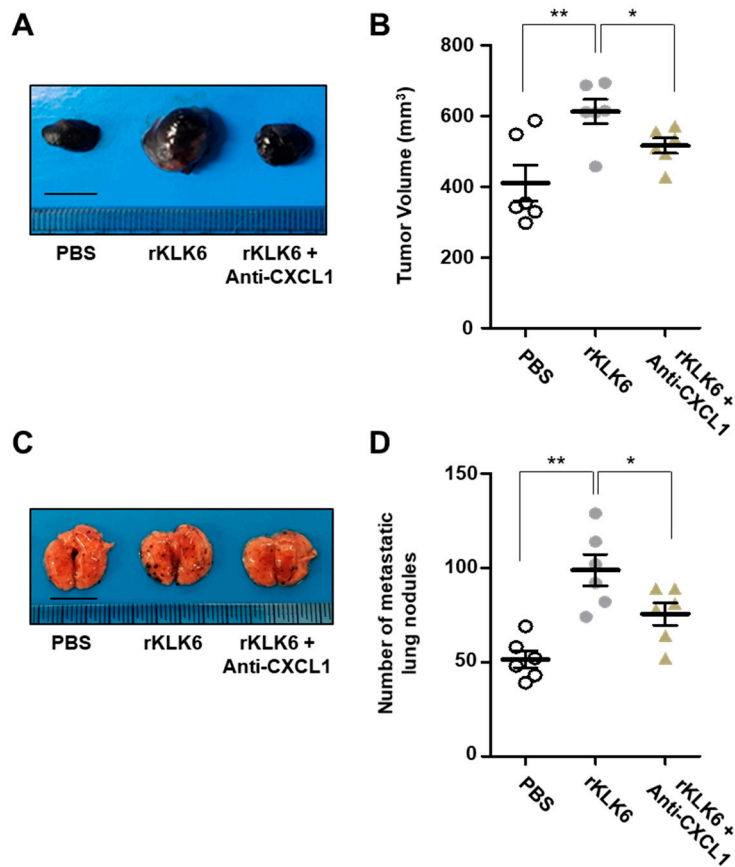 A
PBS
rKLK6
rKLK6 +
Anti-CXCL1
B
**
*
Tumor Volume (mm³)
800
600
400
200
0
PBS
rKLK6
rKLK6 +
Anti-CXCL1
C
PBS
rKLK6
rKLK6 +
Anti-CXCL1
D
**
*
Number of metastatic
lung nodules
150
100
50
0
PBS
rKLK6
rKLK6 +
Anti-CXCL1